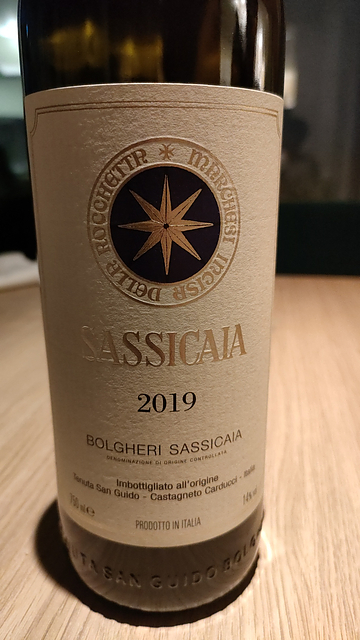 MARCHESI INCISA DELLA ROCCHETTA
SASSICAIA
2019
BOLGHERI SASSICAIA
DENOMINAZIONE DI ORIGINE CONTROLLATA
Imbottigliato all'origine
Tenuta San Guido - Castagneto Carducci - Italia
750 ml e 14% vol
PRODOTTO IN ITALIA
TENUTA SAN GUIDO BOLG